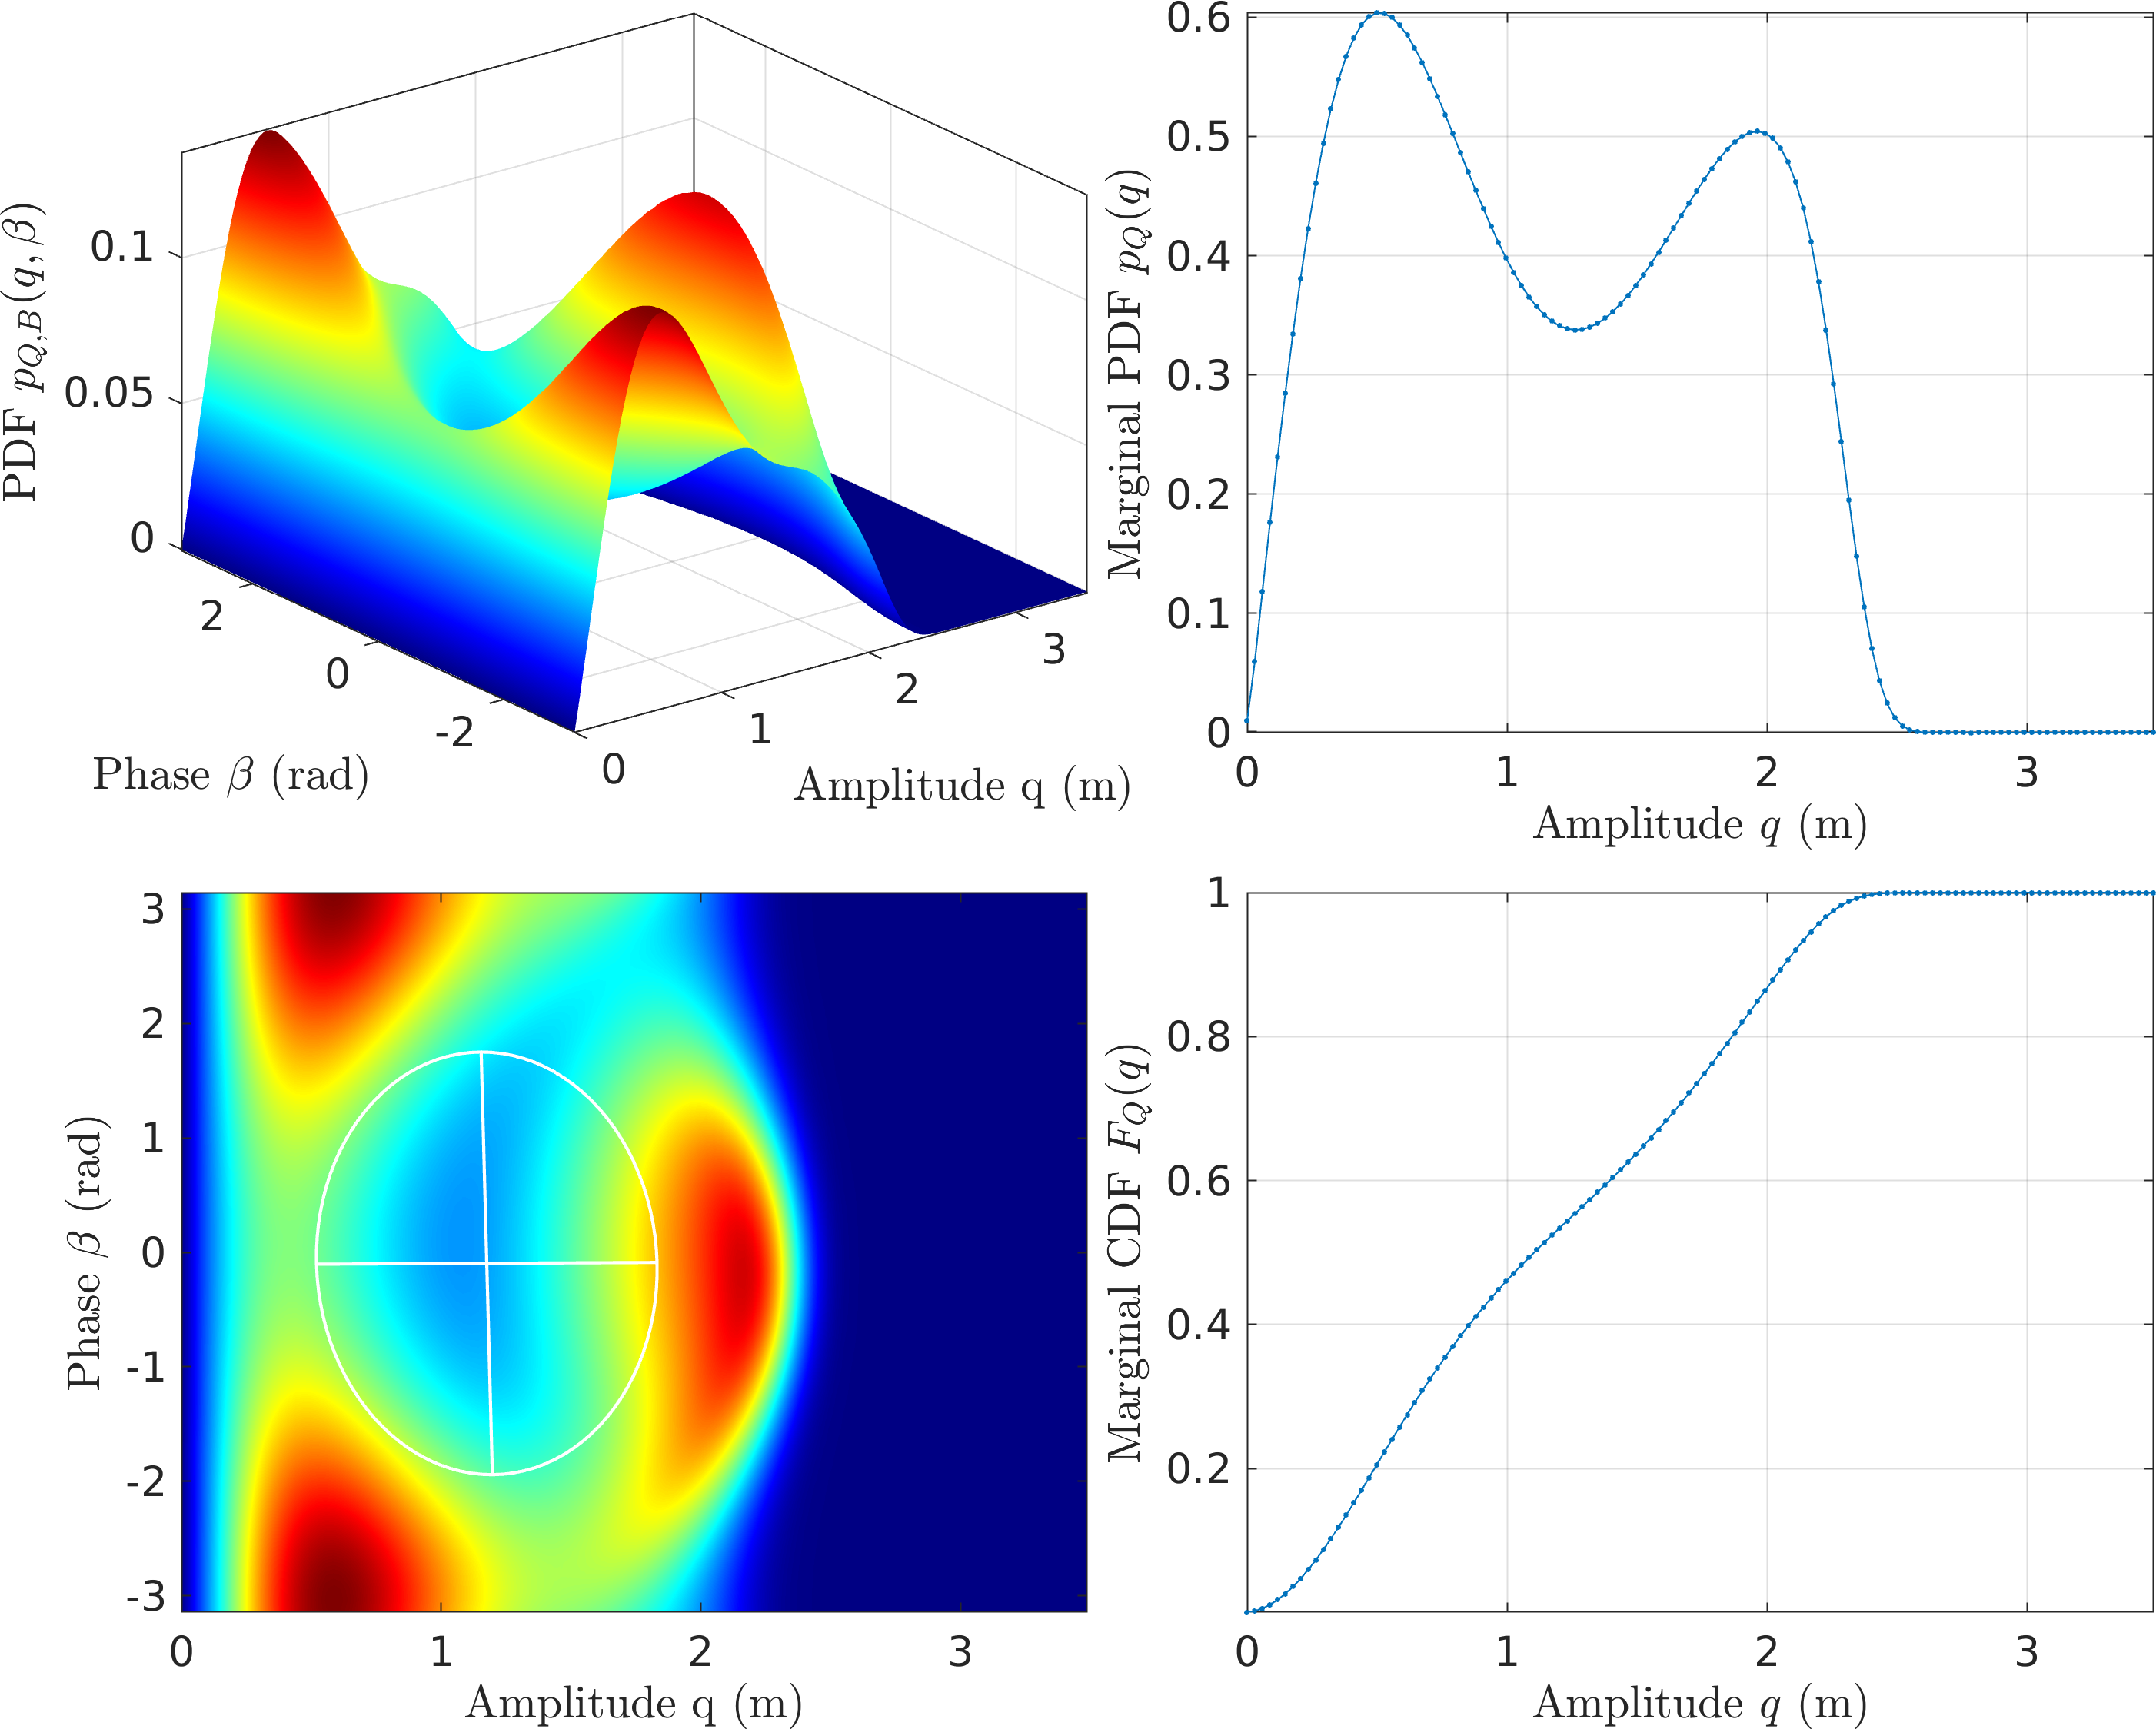 PDF p_{Q,B}(q, β)
0.1
0.05
0
2
0
-2
Phase β (rad)
0
1
2
3
Amplitude q (m)
Marginal PDF p_Q(q)
0.6
0.5
0.4
0.3
0.2
0.1
0
0 1 2 3
Amplitude q (m)
Phase β (rad)
3
2
1
0
-1
-2
-3
0 1 2 3
Amplitude q (m)
Marginal CDF F_Q(q)
1
0.8
0.6
0.4
0.2
0 1 2 3
Amplitude q (m)